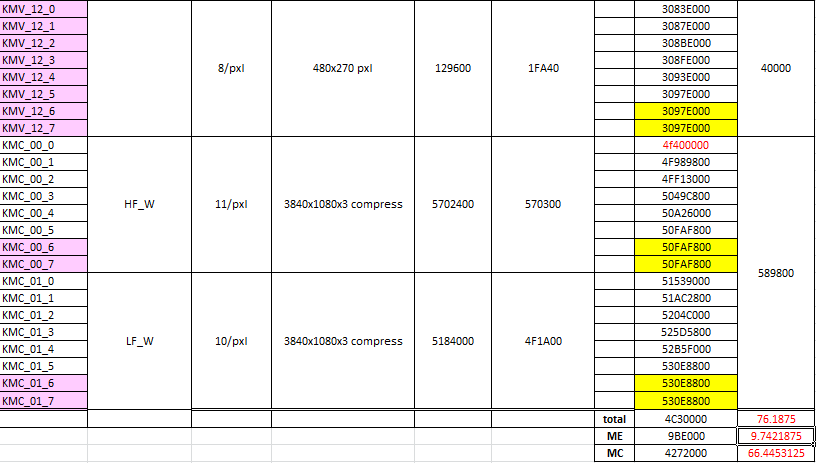 KMV_12_0 3083E000
KMV_12_1 3087E000
KMV_12_2 308BE000
KMV_12_3 308FE000
8/pxl 480x270 pxl 129600 1FA40 40000
KMV_12_4 3093E000
KMV_12_5 3097E000
KMV_12_6 3097E000
KMV_12_7 3097E000
KMC_00_0 4f400000
KMC_00_1 4F989800
KMC_00_2 4FF13000
KMC_00_3 5049C800
HF_W 11/pxl 3840x1080x3 compress 5702400 570300
KMC_00_4 50A26000
KMC_00_5 50FAF800
KMC_00_6 50FAF800
KMC_00_7 50FAF800
589800
KMC_01_0 51539000
KMC_01_1 51AC2800
KMC_01_2 5204C000
KMC_01_3 525D5800
LF_W 10/pxl 3840x1080x3 compress 5184000 4F1A00
KMC_01_4 52B5F000
KMC_01_5 530E8800
KMC_01_6 530E8800
KMC_01_7 530E8800
total 4C30000 76.1875
ME 9BE000 9.7421875
MC 4272000 66.4453125